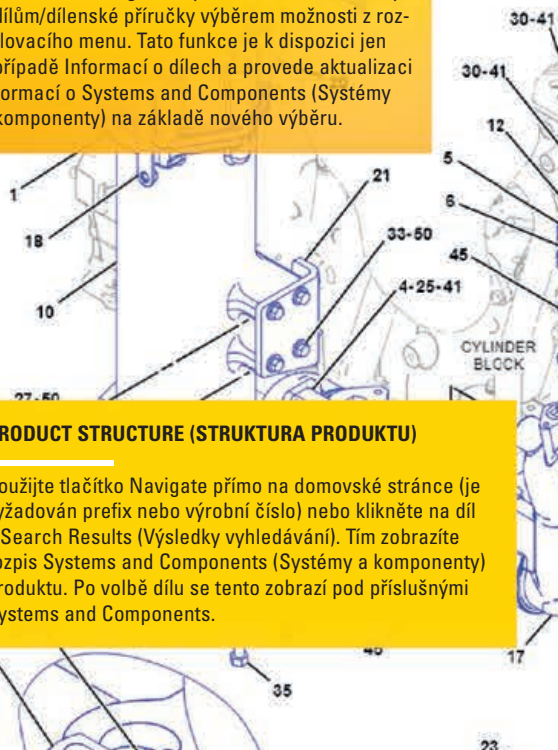 dílům/dílenské příručky výběrem možnosti z roz-
lovacího menu. Tato funkce je k dispozici jen
případě Informací o dílech a provede aktualizaci
ormací o Systems and Components (Systémy
komponenty) na základě nového výběru.
30-41
30-41
12
5
6
45
1
18
10
21
33-50
4-25-41
CYLINDER
BLOCK
27-50
RODUCT STRUCTURE (STRUKTURA PRODUKTU)
oužijte tlačítko Navigate přímo na domovské stránce (je
yžadován prefix nebo výrobní číslo) nebo klikněte na díl
Search Results (Výsledky vyhledávání). Tím zobrazíte
ozpis Systems and Components (Systémy a komponenty)
roduktu. Po volbě dílu se tento zobrazí pod příslušnými
ystems and Components.
17
35
23